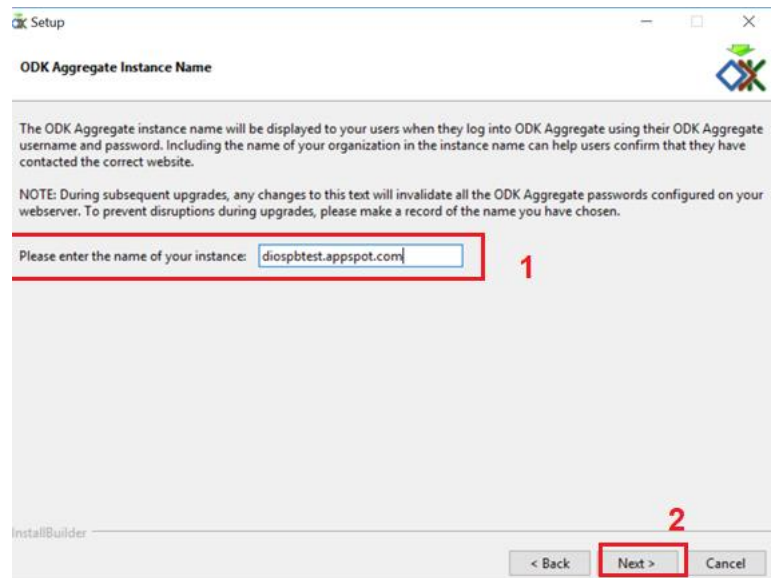 Setup
ODK Aggregate Instance Name
The ODK Aggregate instance name will be displayed to your users when they log into ODK Aggregate using their ODK Aggregate
username and password. Including the name of your organization in the instance name can help users confirm that they have
contacted the correct website.
NOTE: During subsequent upgrades, any changes to this text will invalidate all the ODK Aggregate passwords configured on your
webserver. To prevent disruptions during upgrades, please make a record of the name you have chosen.
Please enter the name of your instance: diospbtest.appspot.com 1
InstallBuilder
2
< Back Next > Cancel